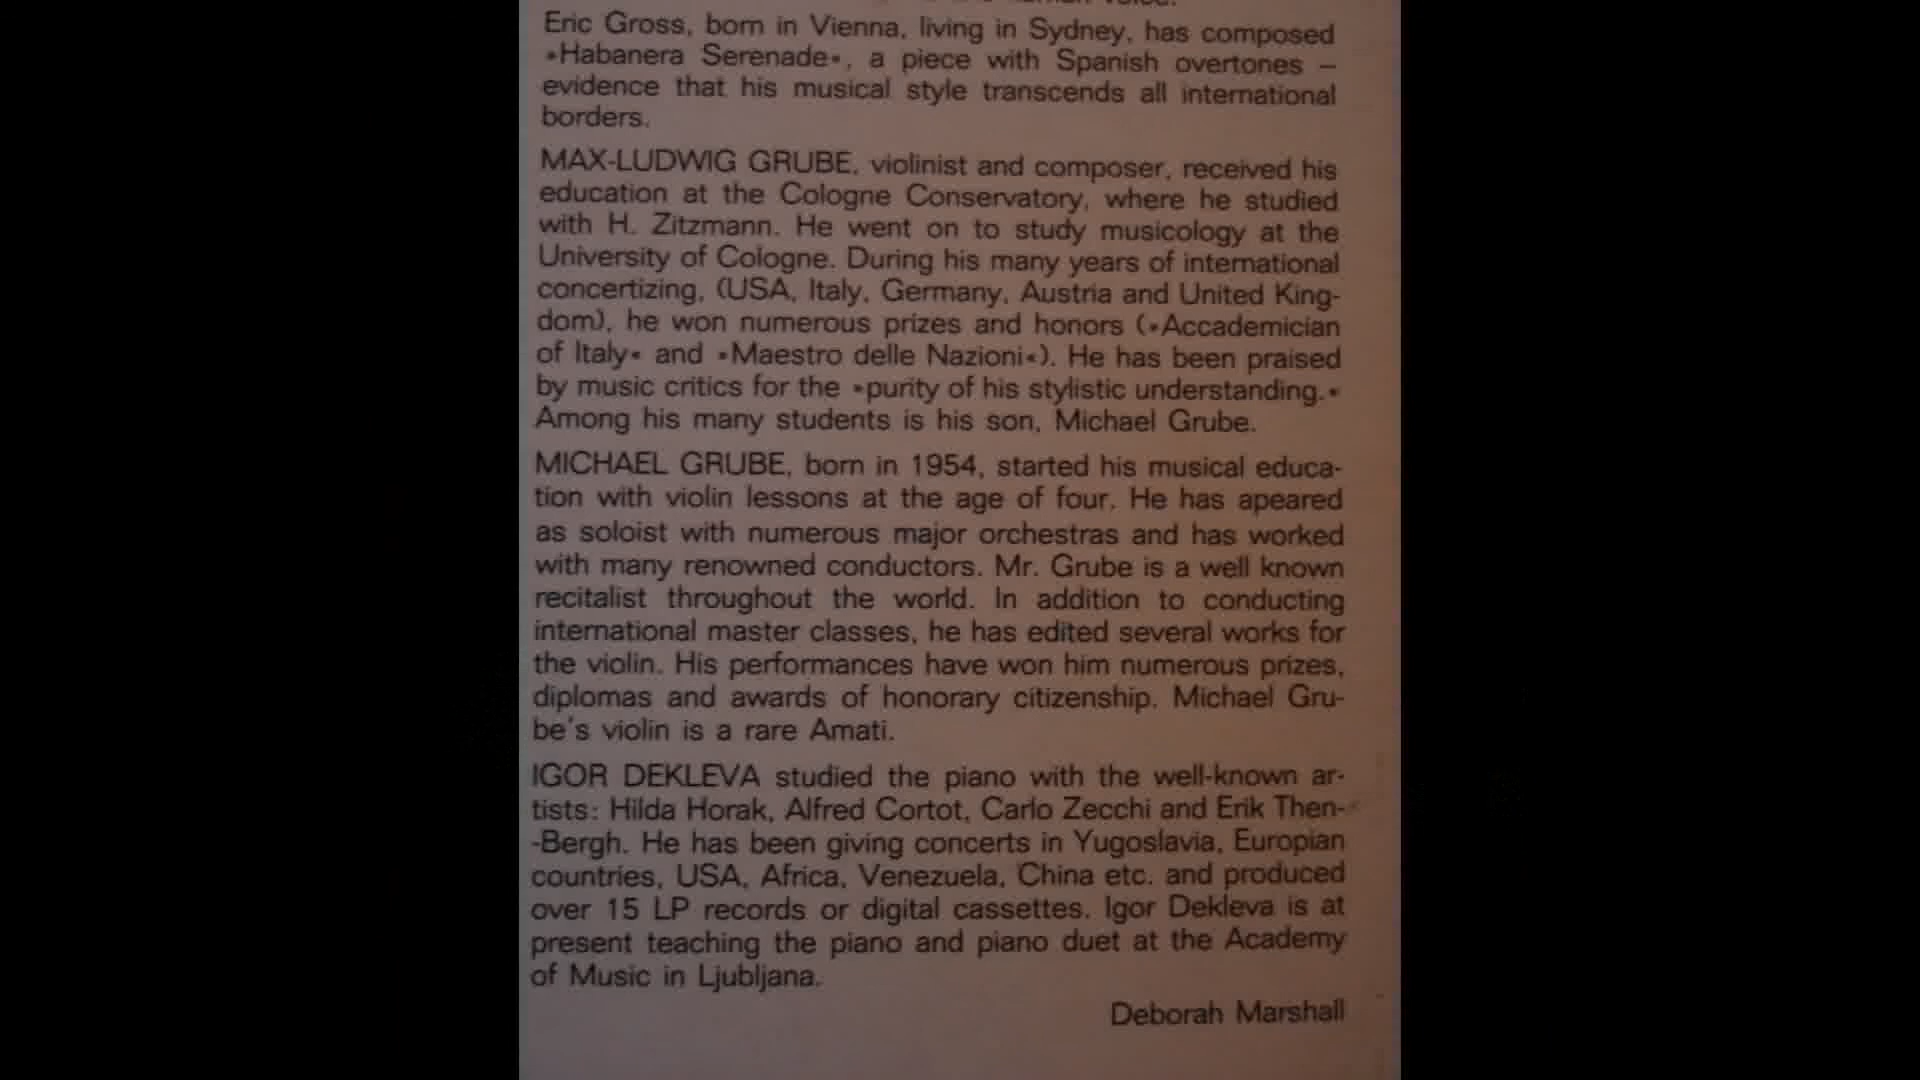 human voice.
Eric Gross, born in Vienna, living in Sydney, has composed
»Habanera Serenade«, a piece with Spanish overtones –
evidence that his musical style transcends all international
borders.
MAX-LUDWIG GRUBE, violinist and composer, received his
education at the Cologne Conservatory, where he studied
with H. Zitzmann. He went on to study musicology at the
University of Cologne. During his many years of international
concertizing, (USA, Italy, Germany, Austria and United King-
dom), he won numerous prizes and honors (»Accademician
of Italy« and »Maestro delle Nazioni«). He has been praised
by music critics for the »purity of his stylistic understanding.«
Among his many students is his son, Michael Grube.
MICHAEL GRUBE, born in 1954, started his musical educa-
tion with violin lessons at the age of four. He has apeared
as soloist with numerous major orchestras and has worked
with many renowned conductors. Mr. Grube is a well known
recitalist throughout the world. In addition to conducting
international master classes, he has edited several works for
the violin. His performances have won him numerous prizes,
diplomas and awards of honorary citizenship. Michael Gru-
be's violin is a rare Amati.
IGOR DEKLEVA studied the piano with the well-known ar-
tists: Hilda Horak, Alfred Cortot, Carlo Zecchi and Erik Then-
-Bergh. He has been giving concerts in Yugoslavia, Europian
countries, USA, Africa, Venezuela, China etc. and produced
over 15 LP records or digital cassettes. Igor Dekleva is at
present teaching the piano and piano duet at the Academy
of Music in Ljubljana.
Deborah Marshall